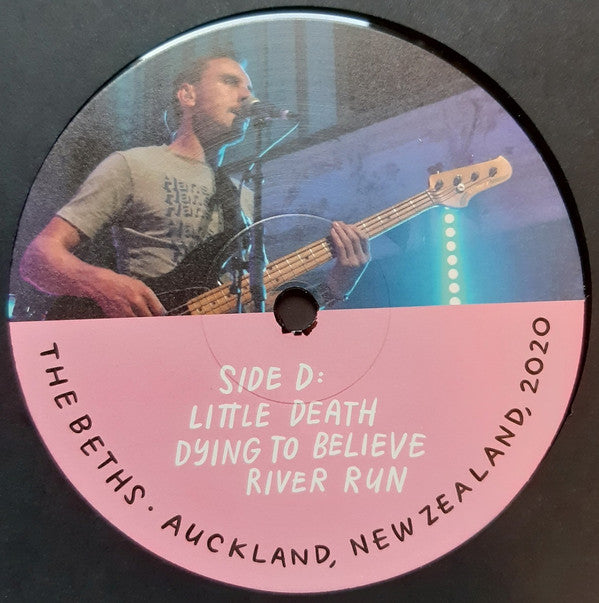 SIDE D:
LITTLE DEATH
DYING TO BELIEVE
RIVER RUN
THE BETHS · AUCKLAND, NEW ZEALAND, 2020